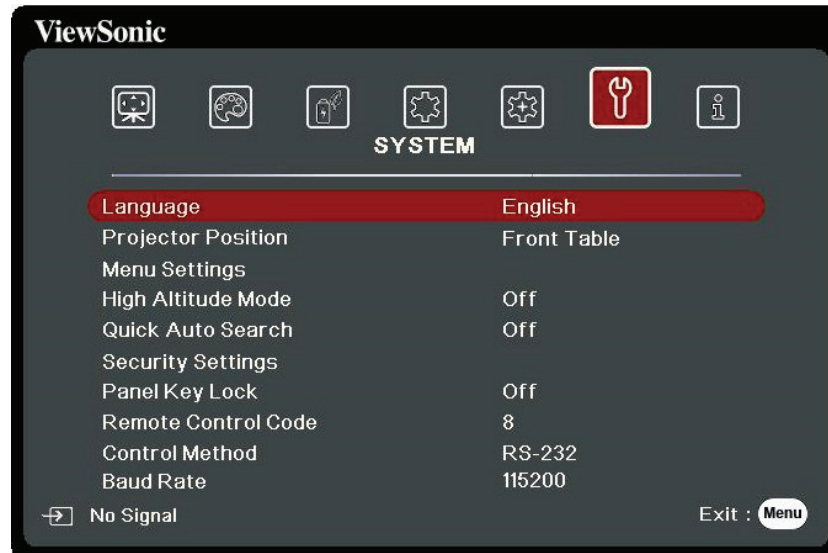 ViewSonic
SYSTEM
Language English
Projector Position Front Table
Menu Settings
High Altitude Mode Off
Quick Auto Search Off
Security Settings
Panel Key Lock Off
Remote Control Code 8
Control Method RS-232
Baud Rate 115200
No Signal Exit : Menu